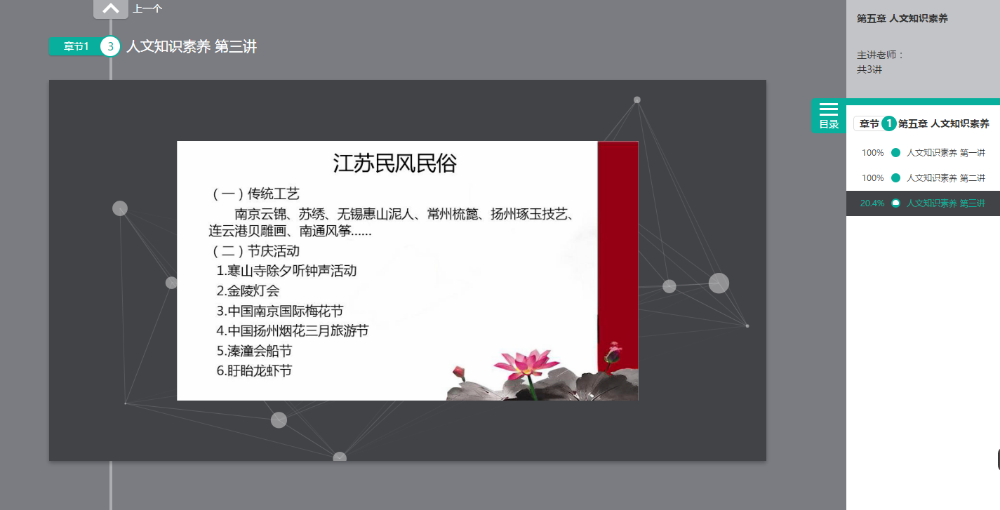 上一个
章节1 3 人文知识素养 第三讲
江苏民风民俗
（一）传统工艺
南京云锦、苏绣、无锡惠山泥人、常州梳篦、扬州琢玉技艺、
连云港贝雕画、南通风筝……
（二）节庆活动
1.寒山寺除夕听钟声活动
2.金陵灯会
3.中国南京国际梅花节
4.中国扬州烟花三月旅游节
5.溱潼会船节
6.盱眙龙虾节
第五章 人文知识素养
主讲老师：
共3讲
目录
章节 1 第五章 人文知识素养
100% 人文知识素养 第一讲
100% 人文知识素养 第二讲
20.4% 人文知识素养 第三讲